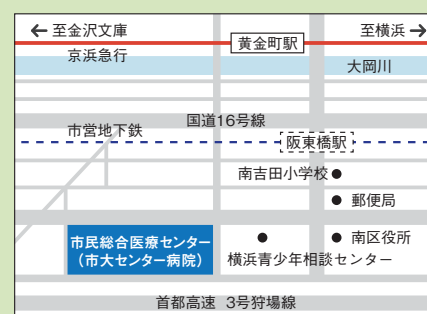 ← 至金沢文庫
至横浜 →
黄金町駅
京浜急行
大岡川
国道16号線
市営地下鉄
阪東橋駅
南吉田小学校
郵便局
市民総合医療センター
（市大センター病院）
南区役所
横浜青少年相談センター
首都高速 3号狩場線